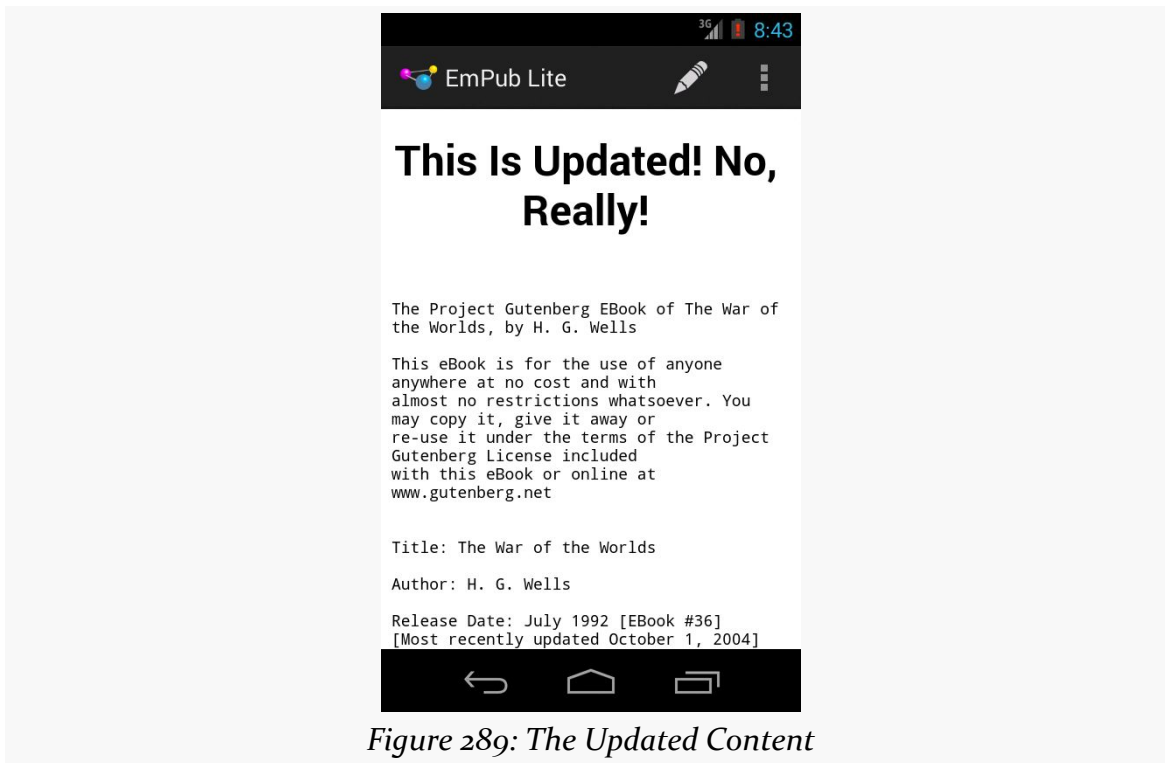 3G 8:43
EmPub Lite
This Is Updated! No,
Really!
The Project Gutenberg EBook of The War of
the Worlds, by H. G. Wells
This eBook is for the use of anyone
anywhere at no cost and with
almost no restrictions whatsoever. You
may copy it, give it away or
re-use it under the terms of the Project
Gutenberg License included
with this eBook or online at
www.gutenberg.net
Title: The War of the Worlds
Author: H. G. Wells
Release Date: July 1992 [EBook #36]
[Most recently updated October 1, 2004]
Figure 289: The Updated Content